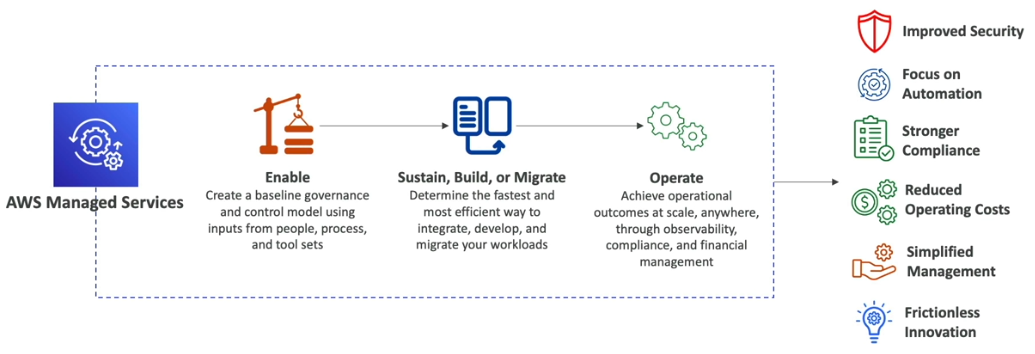 AWS Managed Services
Enable
Create a baseline governance
and control model using
inputs from people, process,
and tool sets
Sustain, Build, or Migrate
Determine the fastest and
most efficient way to
integrate, develop, and
migrate your workloads
Operate
Achieve operational
outcomes at scale, anywhere,
through observability,
compliance, and financial
management
Improved Security
Focus on
Automation
Stronger
Compliance
$
Reduced
Operating Costs
Simplified
Management
Frictionless
Innovation